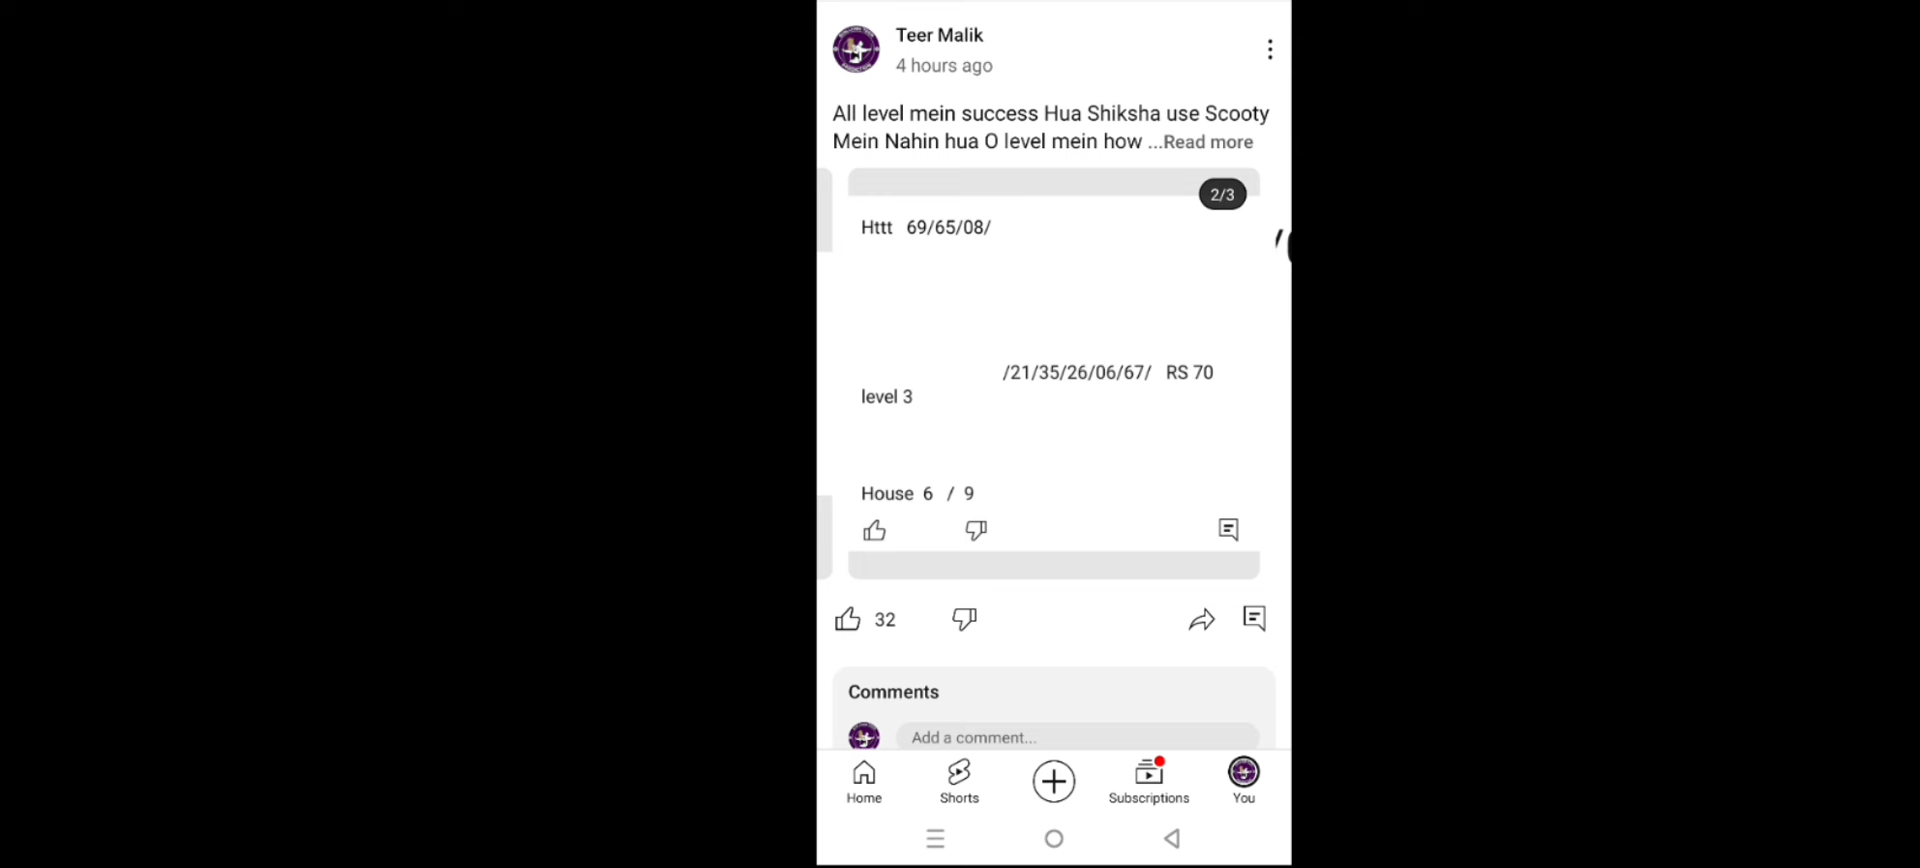 Teer Malik
4 hours ago
All level mein success Hua Shiksha use Scooty
Mein Nahin hua O level mein how ...Read more
2/3
Httt 69/65/08/
/21/35/26/06/67/ RS 70
level 3
House 6 / 9
32
Comments
Add a comment...
Home Shorts Subscriptions You